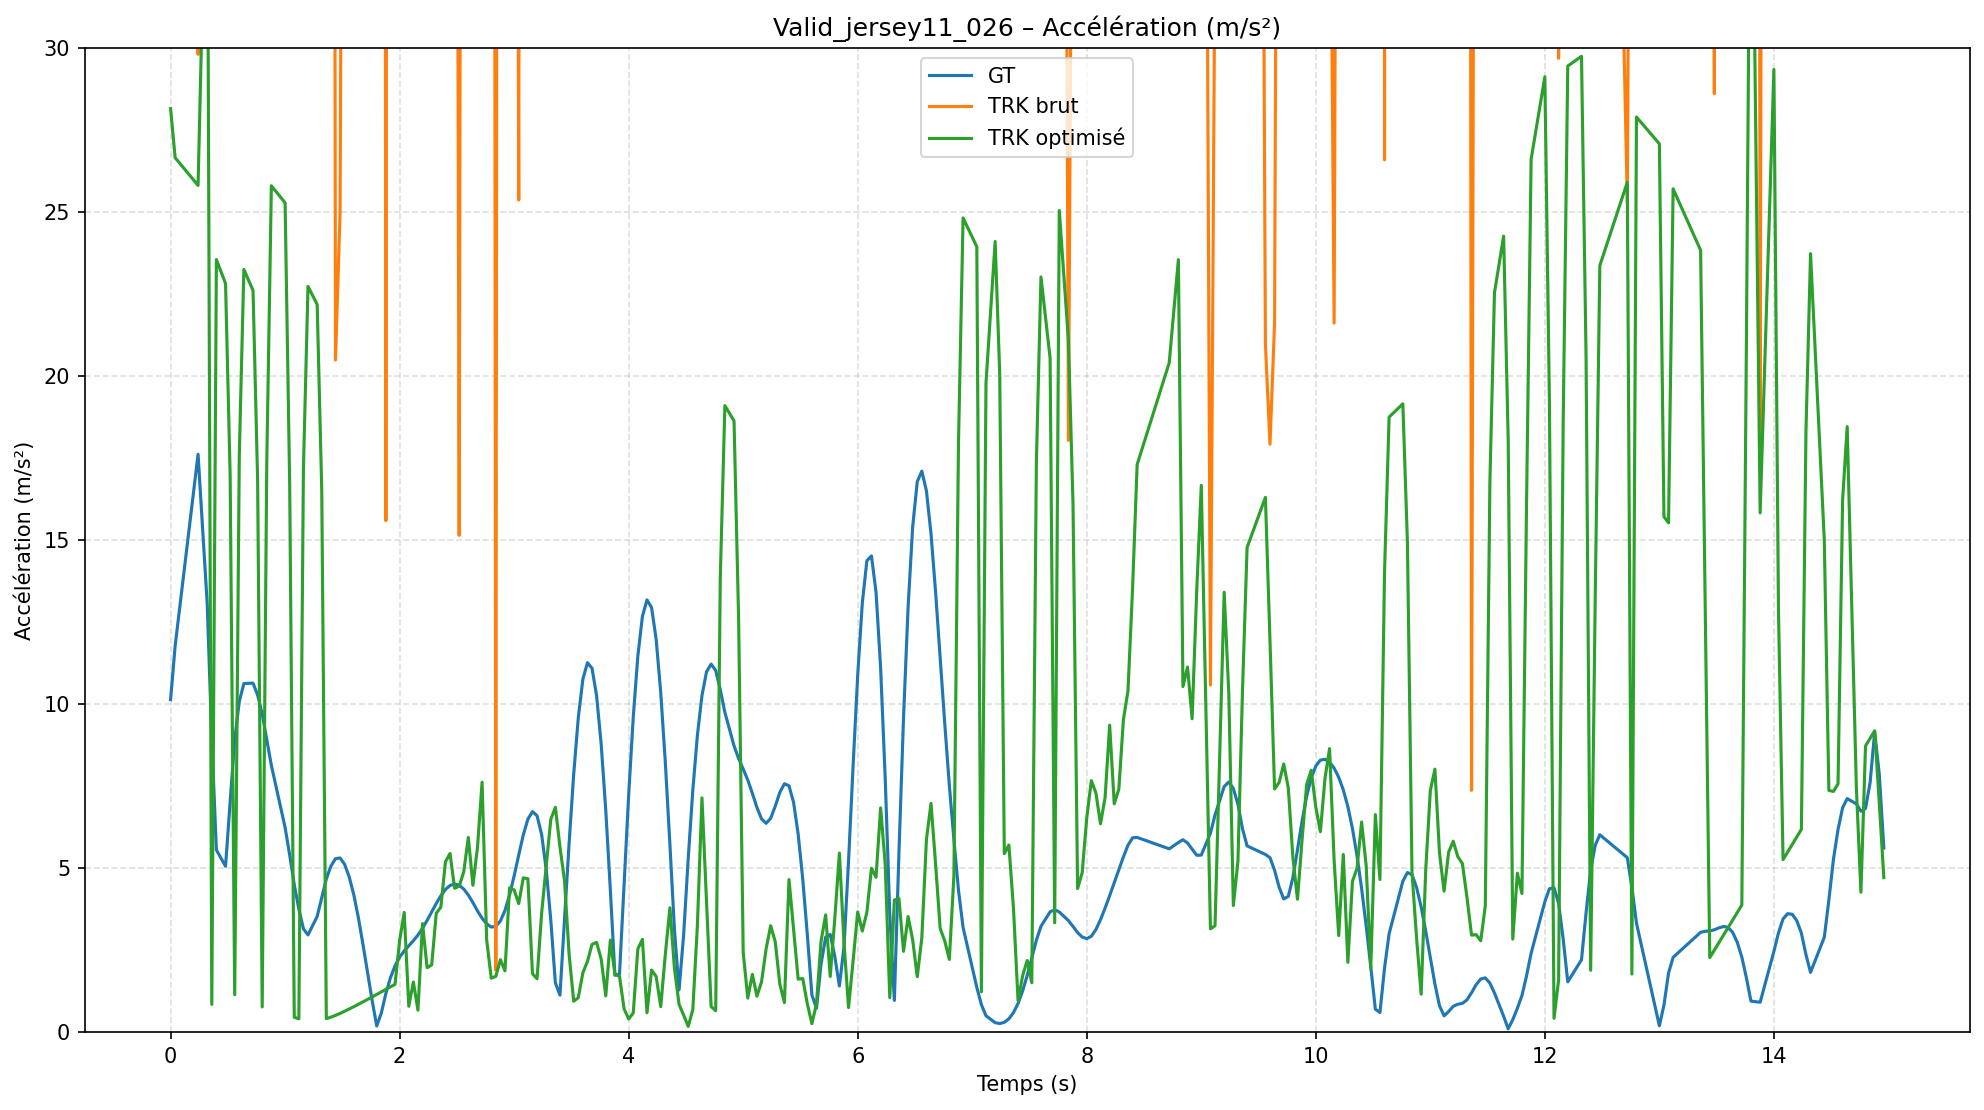 Valid_jersey11_026 – Accélération (m/s²)
GT
TRK brut
TRK optimisé
Accélération (m/s²)
30
25
20
15
10
5
0
0 2 4 6 8 10 12 14
Temps (s)